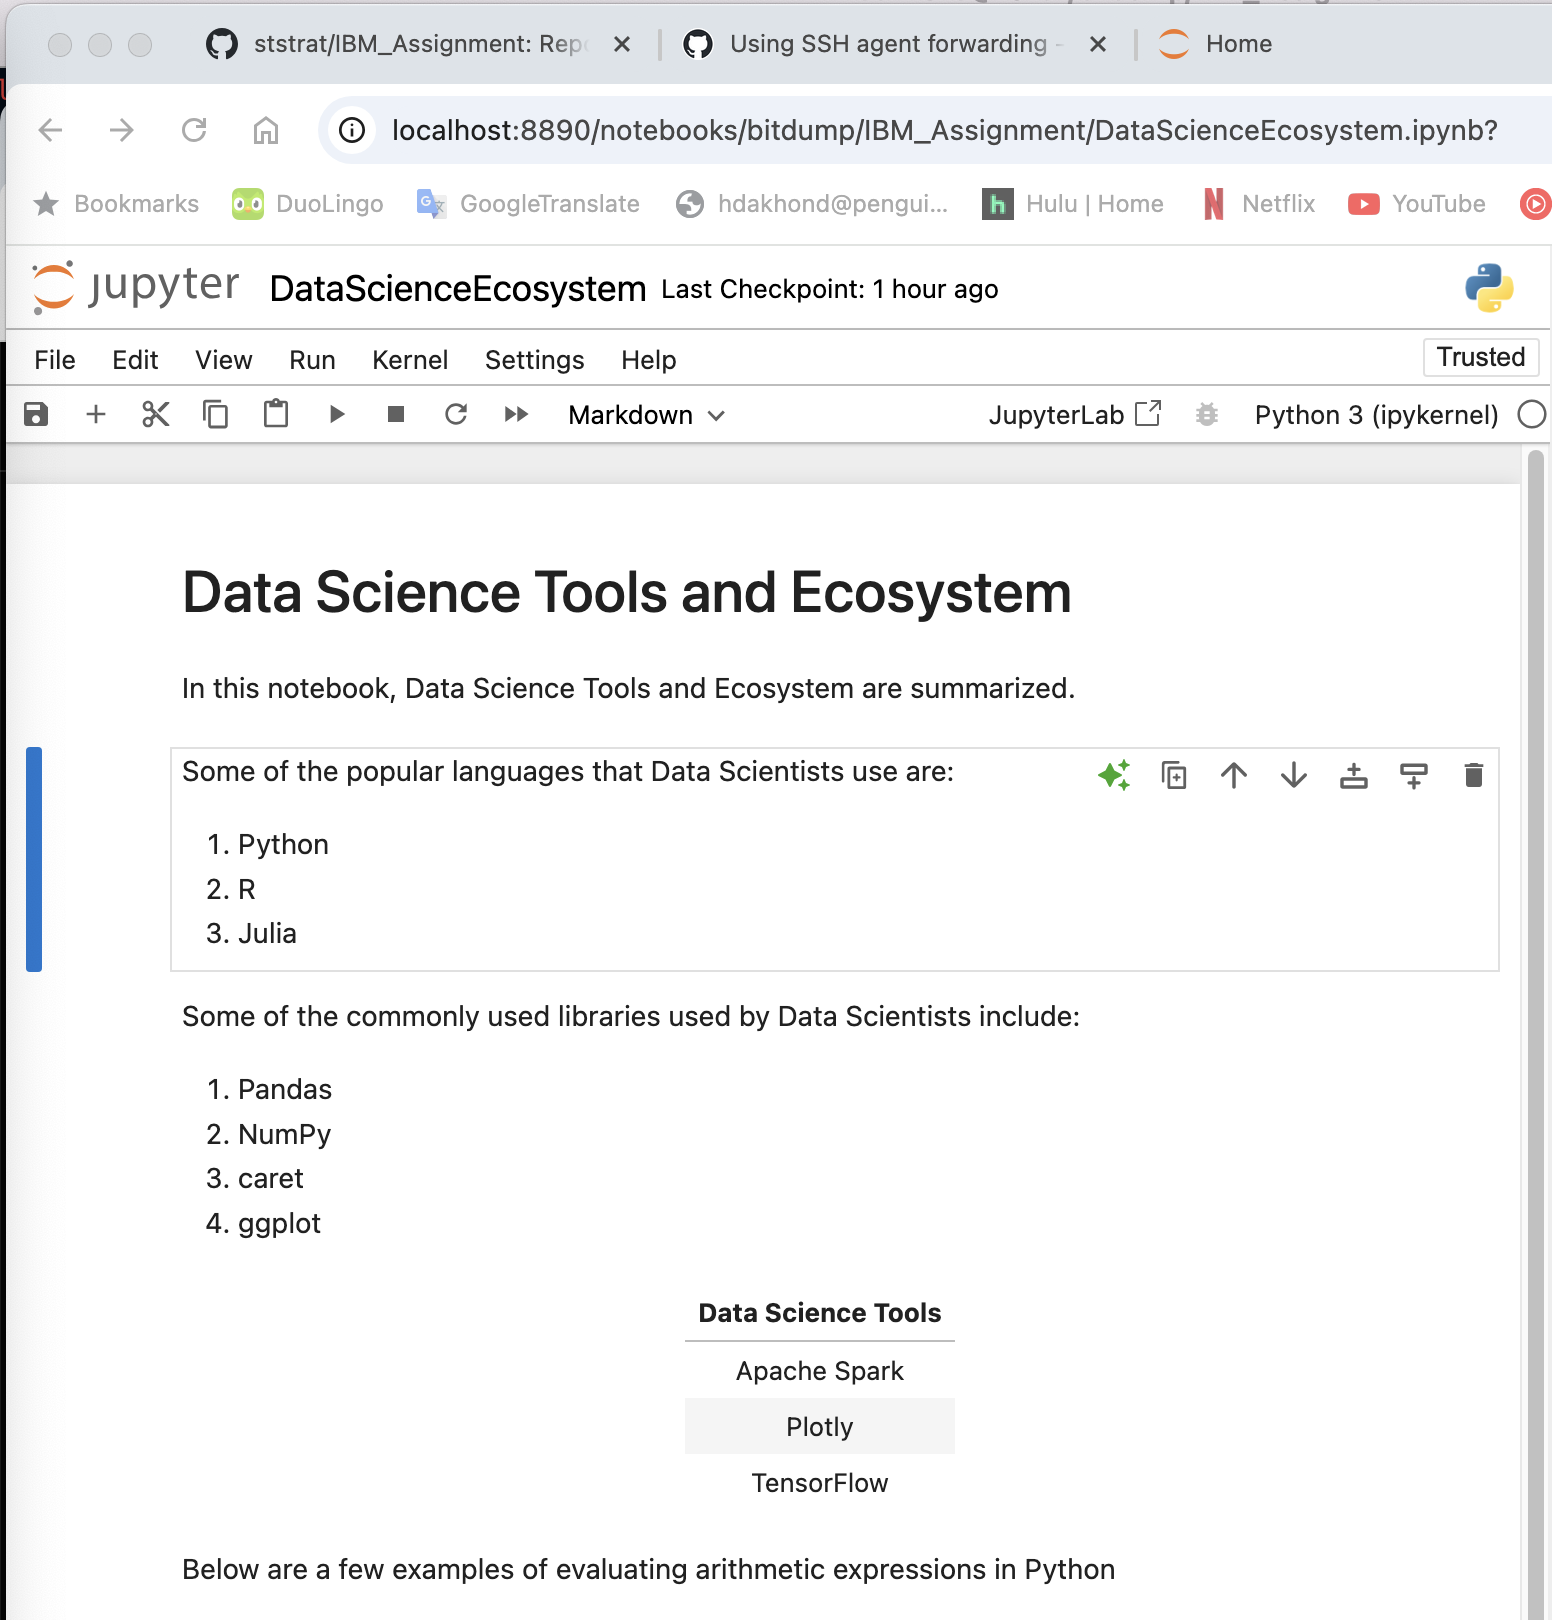 ststrat/IBM_Assignment: Rep
Using SSH agent forwarding -
Home
localhost:8890/notebooks/bitdump/IBM_Assignment/DataScienceEcosystem.ipynb?
Bookmarks
DuoLingo
GoogleTranslate
hdakhond@pengui...
Hulu | Home
Netflix
YouTube
jupyter DataScienceEcosystem Last Checkpoint: 1 hour ago
File Edit View Run Kernel Settings Help
Trusted
Markdown
JupyterLab
Python 3 (ipykernel)
Data Science Tools and Ecosystem
In this notebook, Data Science Tools and Ecosystem are summarized.
Some of the popular languages that Data Scientists use are:
1. Python
2. R
3. Julia
Some of the commonly used libraries used by Data Scientists include:
1. Pandas
2. NumPy
3. caret
4. ggplot
Data Science Tools
Apache Spark
Plotly
TensorFlow
Below are a few examples of evaluating arithmetic expressions in Python